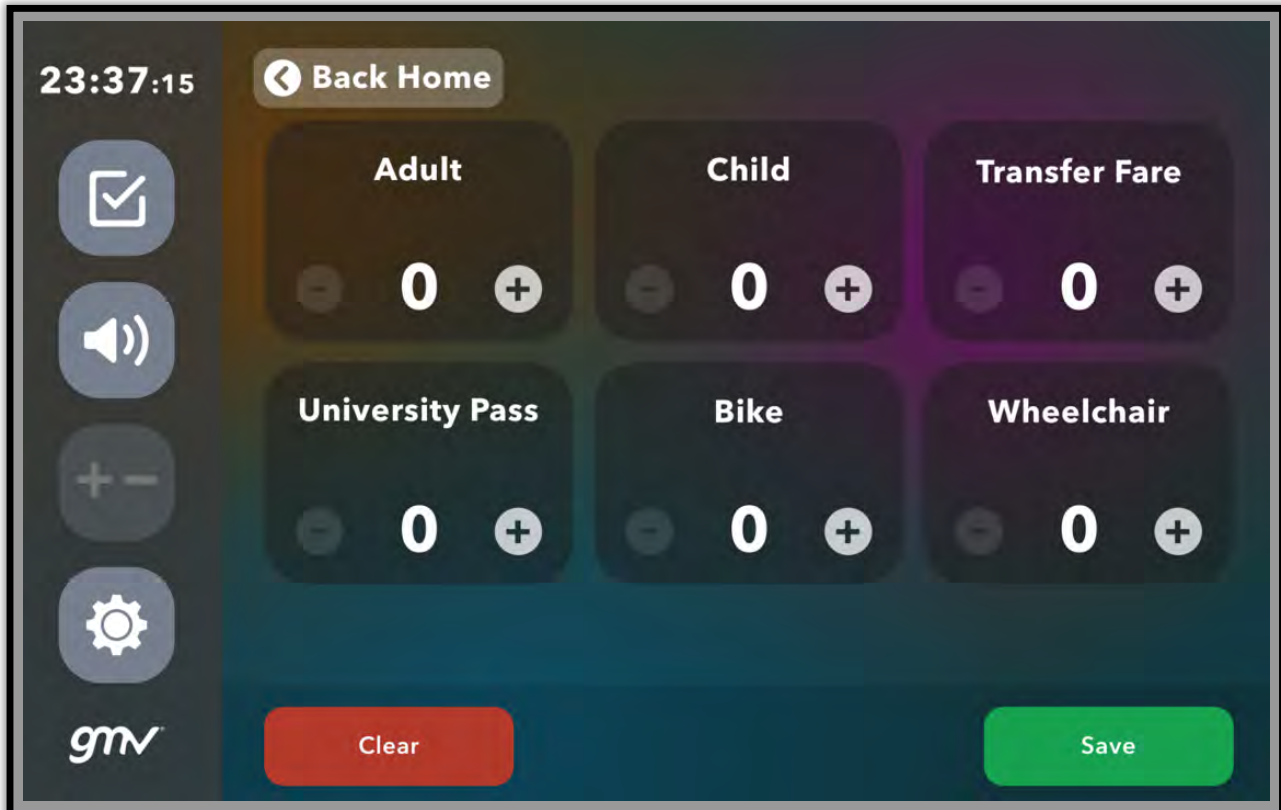 23:37:15
Back Home
Adult
Child
Transfer Fare
- 0 +
- 0 +
- 0 +
University Pass
Bike
Wheelchair
- 0 +
- 0 +
- 0 +
+ -
gmv
Clear
Save